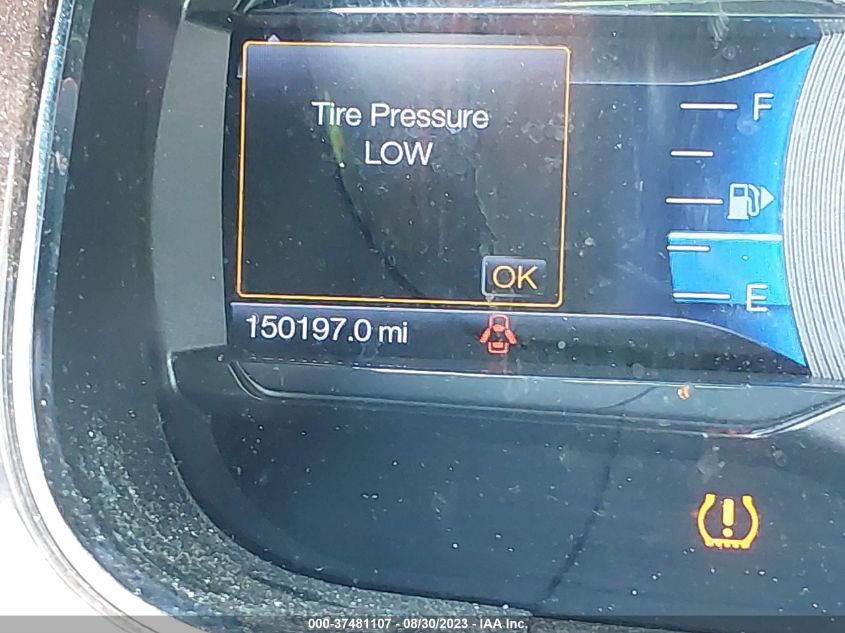 Tire Pressure
LOW
OK
F
E
150197.0 mi
000-37481107 - 08/30/2023 - IAA Inc.